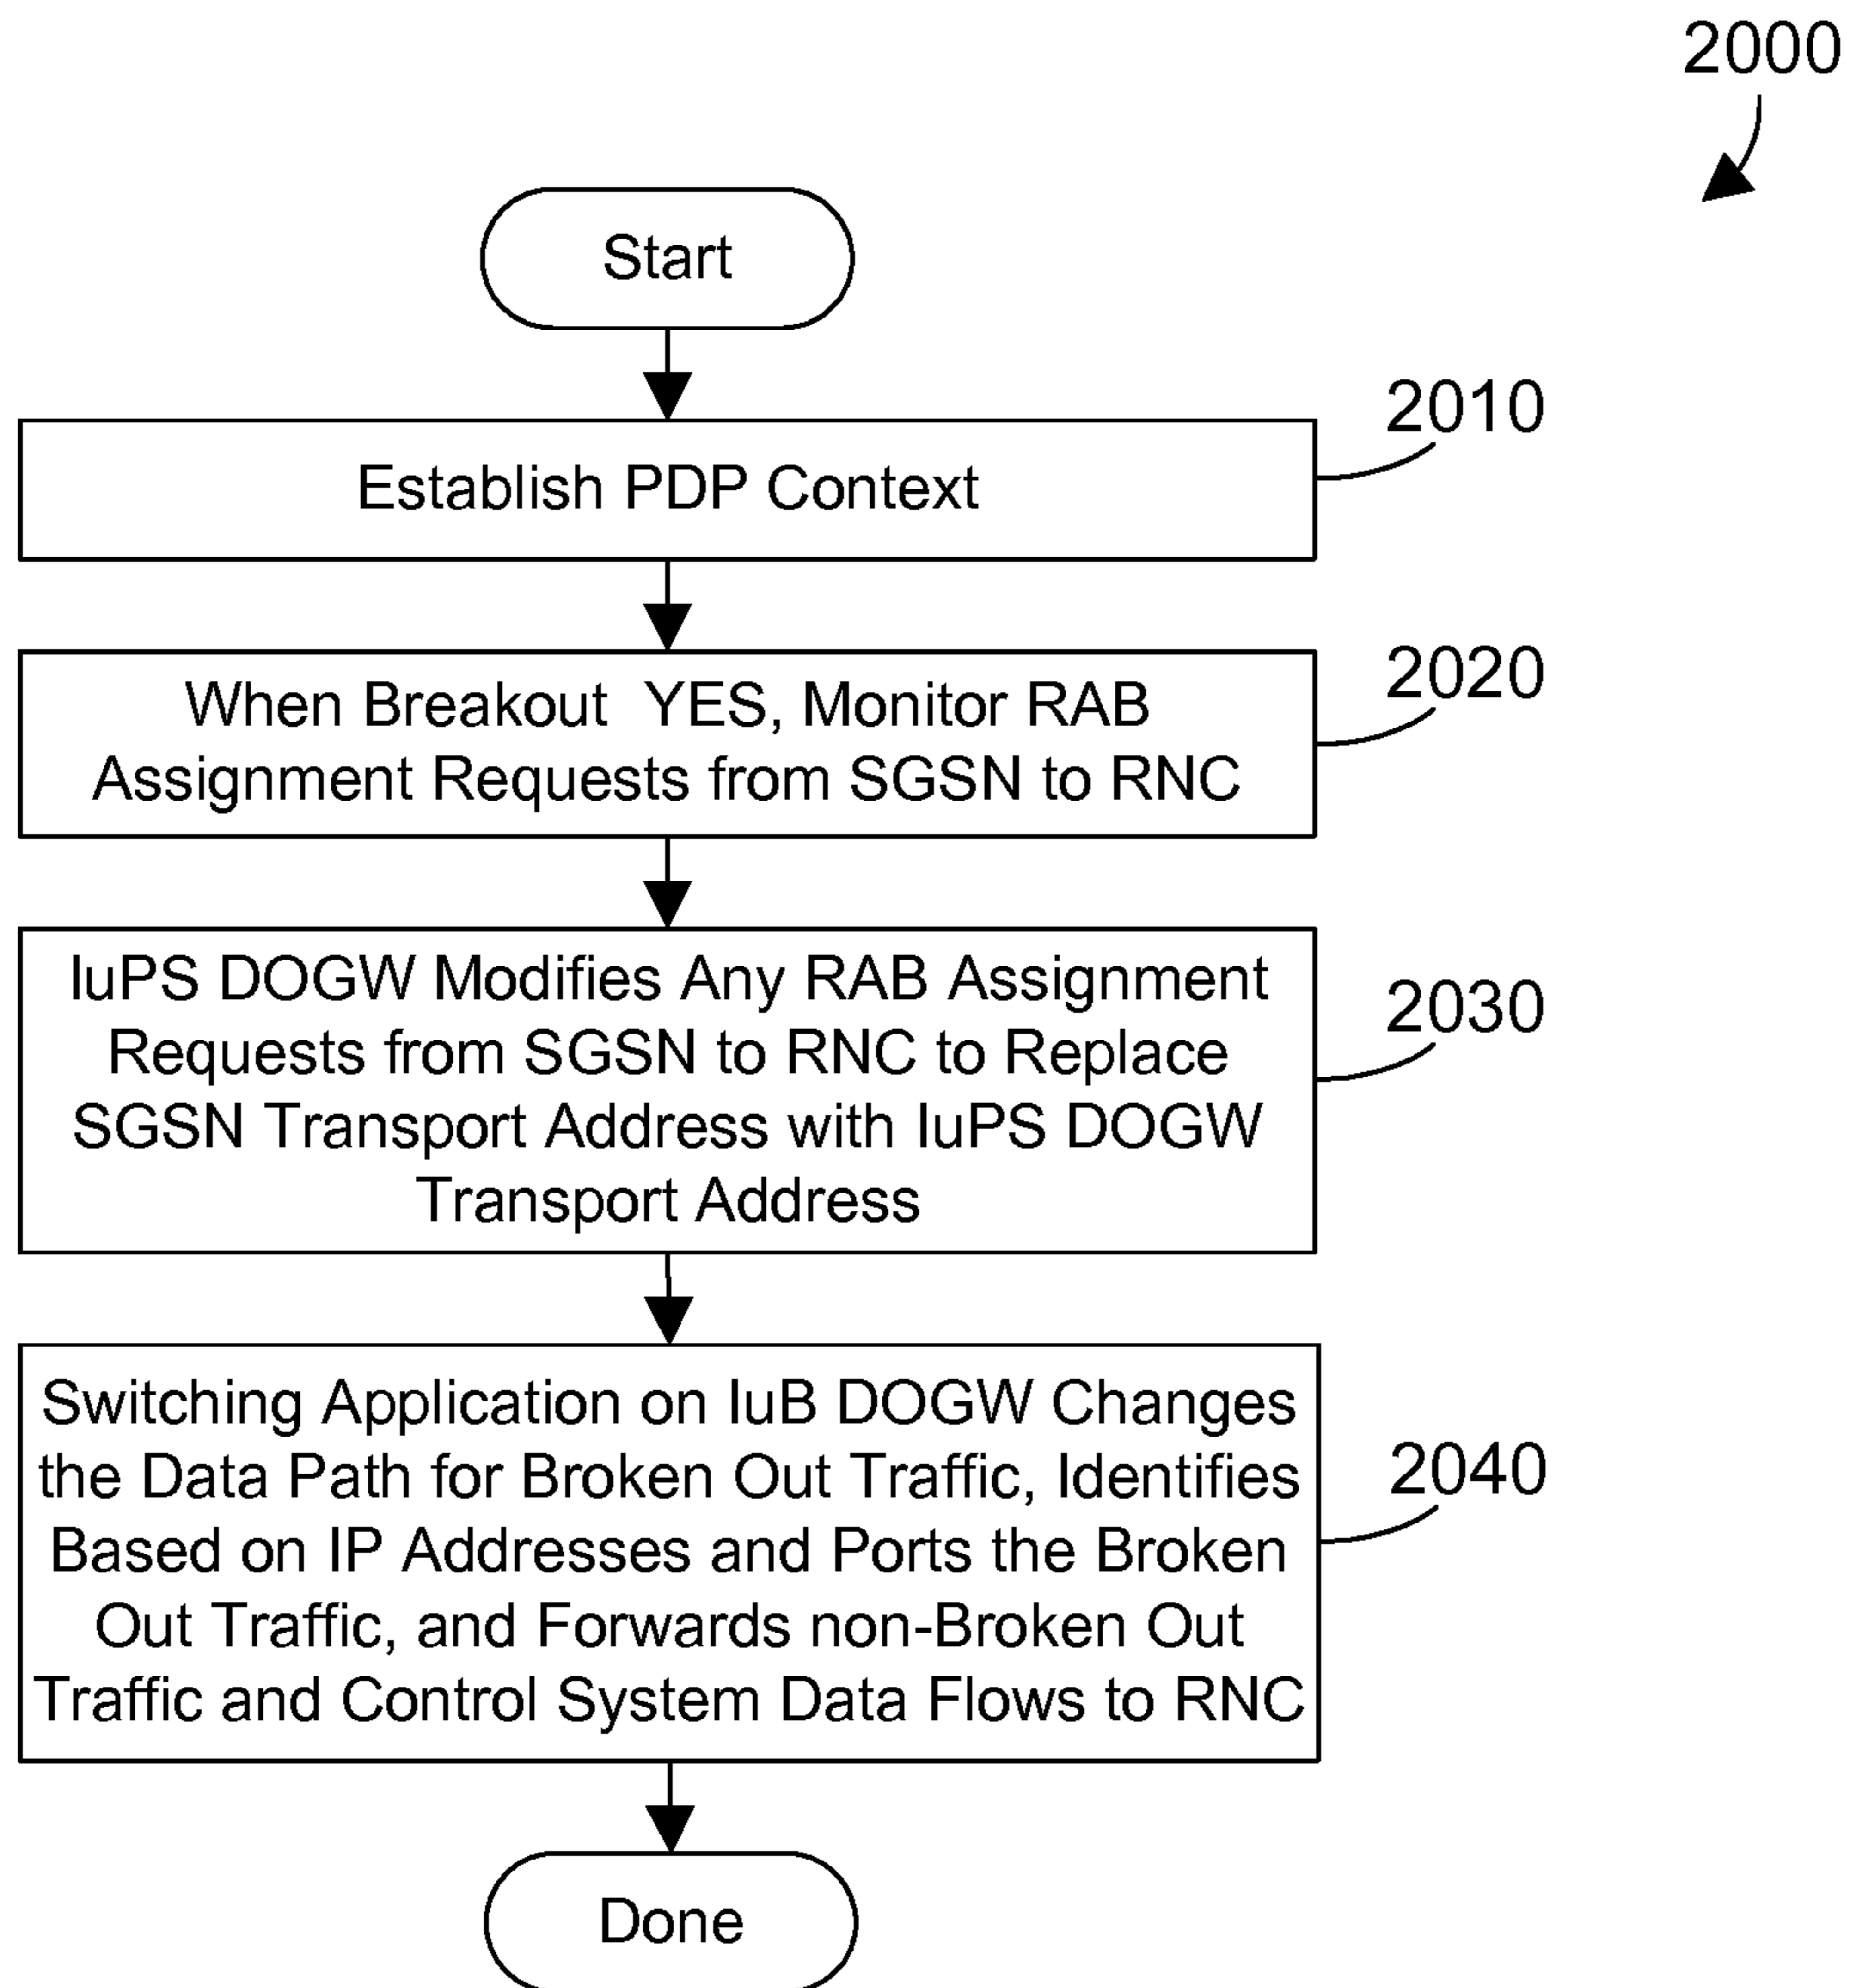 2000
Start
2010
Establish PDP Context
2020
When Breakout YES, Monitor RAB
Assignment Requests from SGSN to RNC
2030
IuPS DOGW Modifies Any RAB Assignment
Requests from SGSN to RNC to Replace
SGSN Transport Address with IuPS DOGW
Transport Address
2040
Switching Application on IuB DOGW Changes
the Data Path for Broken Out Traffic, Identifies
Based on IP Addresses and Ports the Broken
Out Traffic, and Forwards non-Broken Out
Traffic and Control System Data Flows to RNC
Done